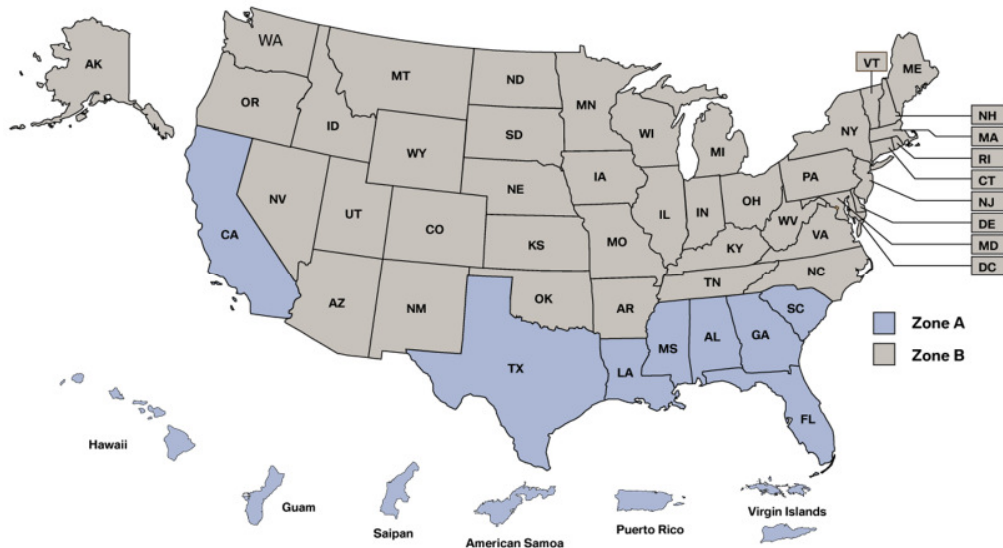 WA
AK
MT
ND
VT
ME
OR
MN
NH
ID
SD
WI
NY
MA
WY
MI
RI
IA
PA
CT
NE
NJ
NV
OH
UT
IL
IN
DE
CA
CO
WV
MD
KS
MO
VA
KY
DC
NC
TN
AZ
NM
OK
AR
SC
Zone A
MS
AL
GA
Zone B
TX
LA
FL
Hawaii
Guam
Saipan
American Samoa
Puerto Rico
Virgin Islands